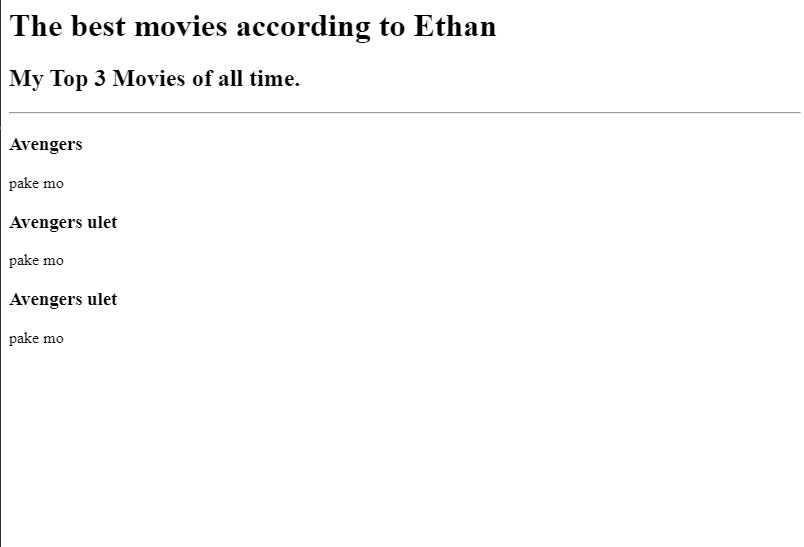 The best movies according to Ethan
My Top 3 Movies of all time.
Avengers
pake mo
Avengers ulet
pake mo
Avengers ulet
pake mo